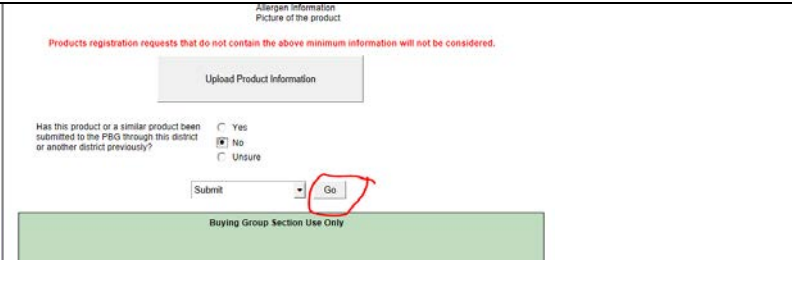 Allergen Information
Picture of the product
Products registration requests that do not contain the above minimum information will not be considered.
Upload Product Information
Has this product or a similar product been
submitted to the PBG through this district
or another district previously?
Yes
No
Unsure
Submit
Go
Buying Group Section Use Only